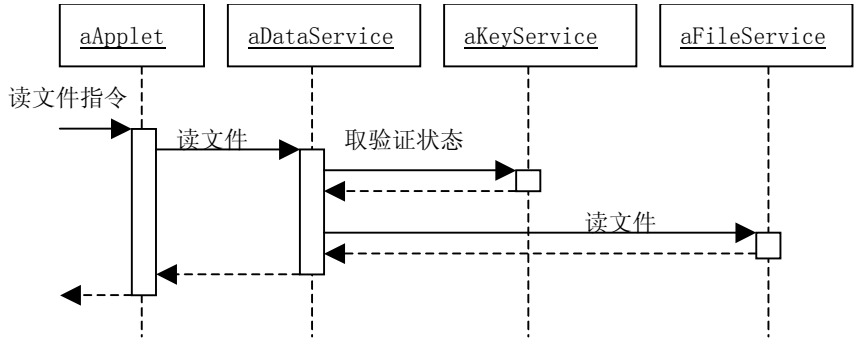 aApplet
aDataService
aKeyService
aFileService
读文件指令
读文件
取验证状态
读文件